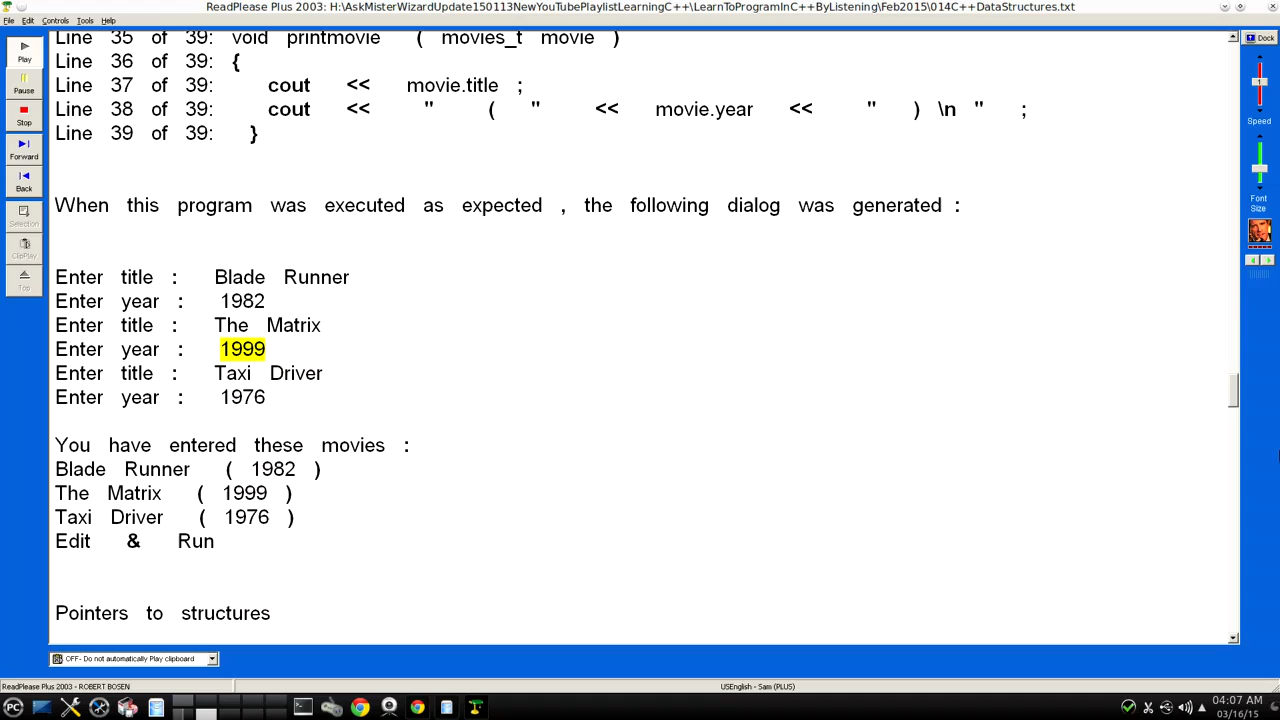 ReadPlease Plus 2003: H:\AskMisterWizardUpdate150113NewYouTubePlaylistLearningC++\LearnToProgramInC++ByListening\Feb2015\014C++DataStructures.txt
File Edit Controls Tools Help
Play
Pause
Stop
Forward
Back
Selection
ClipPlay
Top
Line 35 of 39: void printmovie ( movies_t movie )
Line 36 of 39: {
Line 37 of 39: cout << movie.title ;
Line 38 of 39: cout << " ( " << movie.year << " ) \n " ;
Line 39 of 39: }
When this program was executed as expected , the following dialog was generated :
Enter title : Blade Runner
Enter year : 1982
Enter title : The Matrix
Enter year : 1999
Enter title : Taxi Driver
Enter year : 1976
You have entered these movies :
Blade Runner ( 1982 )
The Matrix ( 1999 )
Taxi Driver ( 1976 )
Edit & Run
Pointers to structures
Dock
Speed
Font
Size
OFF- Do not automatically Play clipboard
ReadPlease Plus 2003 - ROBERT BOSEN
USEnglish - Sam (PLUS)
PC
04:07 AM
03/16/15